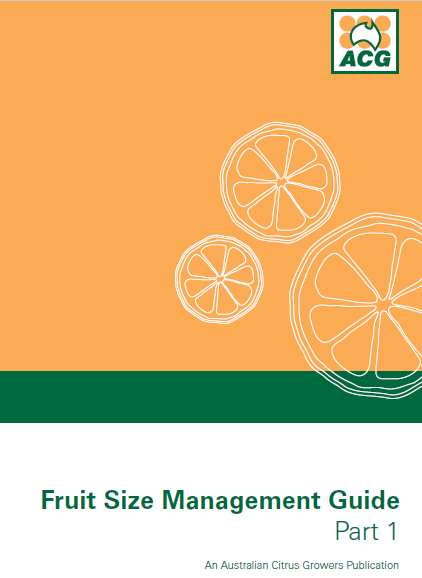 ACG
Fruit Size Management Guide
Part 1
An Australian Citrus Growers Publication